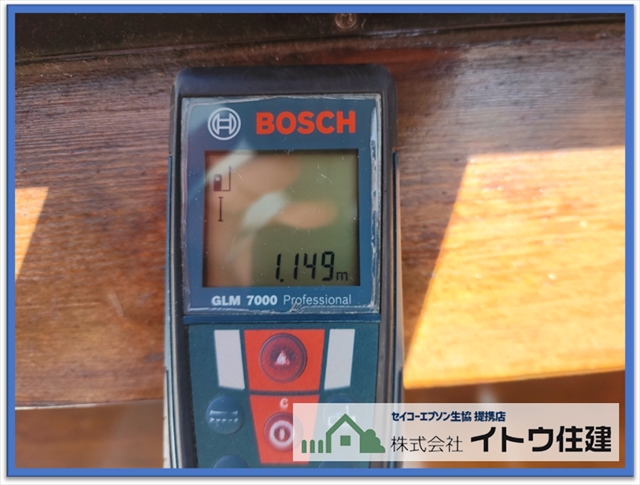 BOSCH
1.149 m
GLM 7000 Professional
C
セイコーエプソン生協 提携店
株式会社 イトウ住建